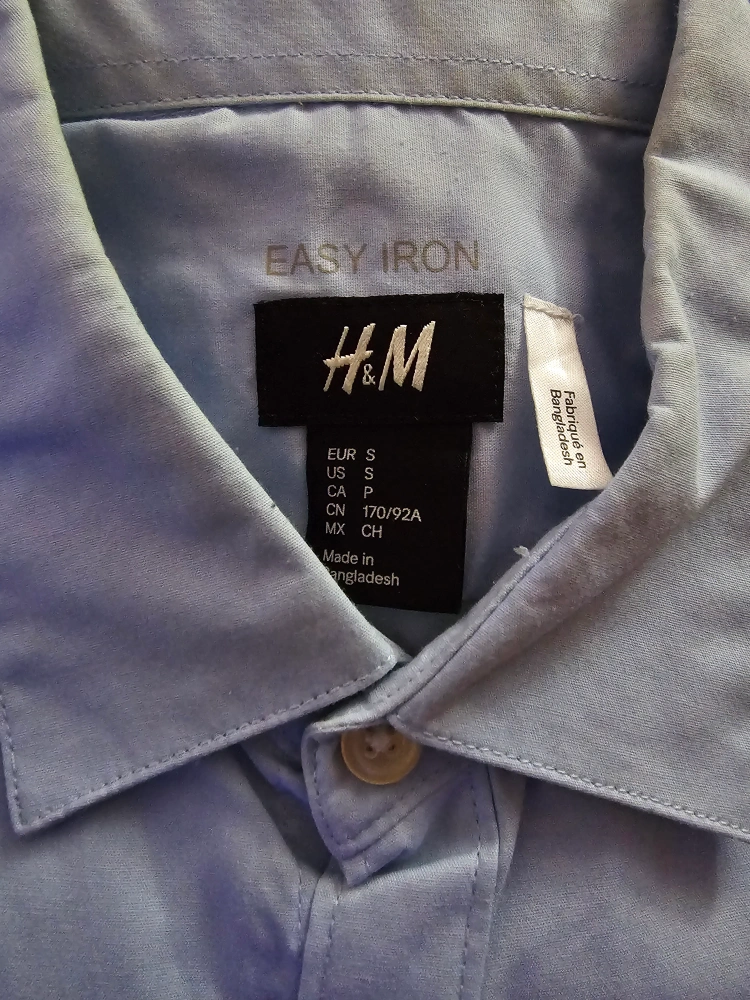 EASY IRON
H&M
EUR S
US S
CA P
CN 170/92A
MX CH
Made in
Bangladesh
Fabriqué en
Bangladesh